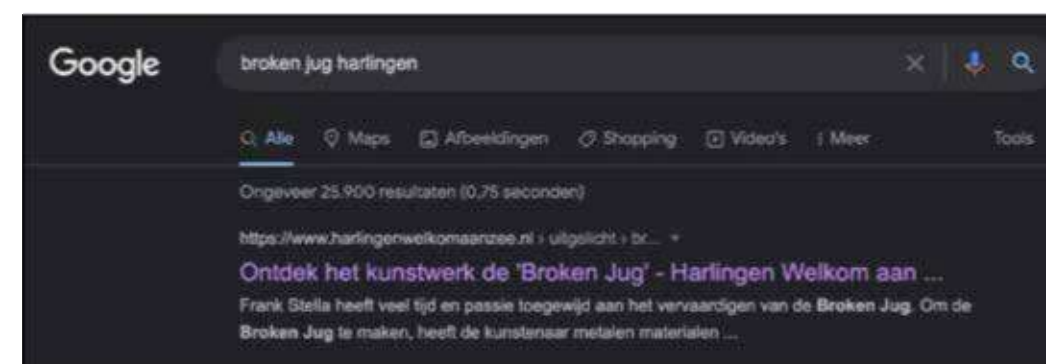 Google
broken jug harlingen
Alle Maps Afbeeldingen Shopping Video's Meer Tools
Ongeveer 25.900 resultaten (0,75 seconden)
https://www.harlingenwelkomaanzee.nl › uitgelicht › br...
Ontdek het kunstwerk de 'Broken Jug' - Harlingen Welkom aan ...
Frank Stella heeft veel tijd en passie toegewijd aan het vervaardigen van de Broken Jug. Om de
Broken Jug te maken, heeft de kunstenaar metalen materialen ...